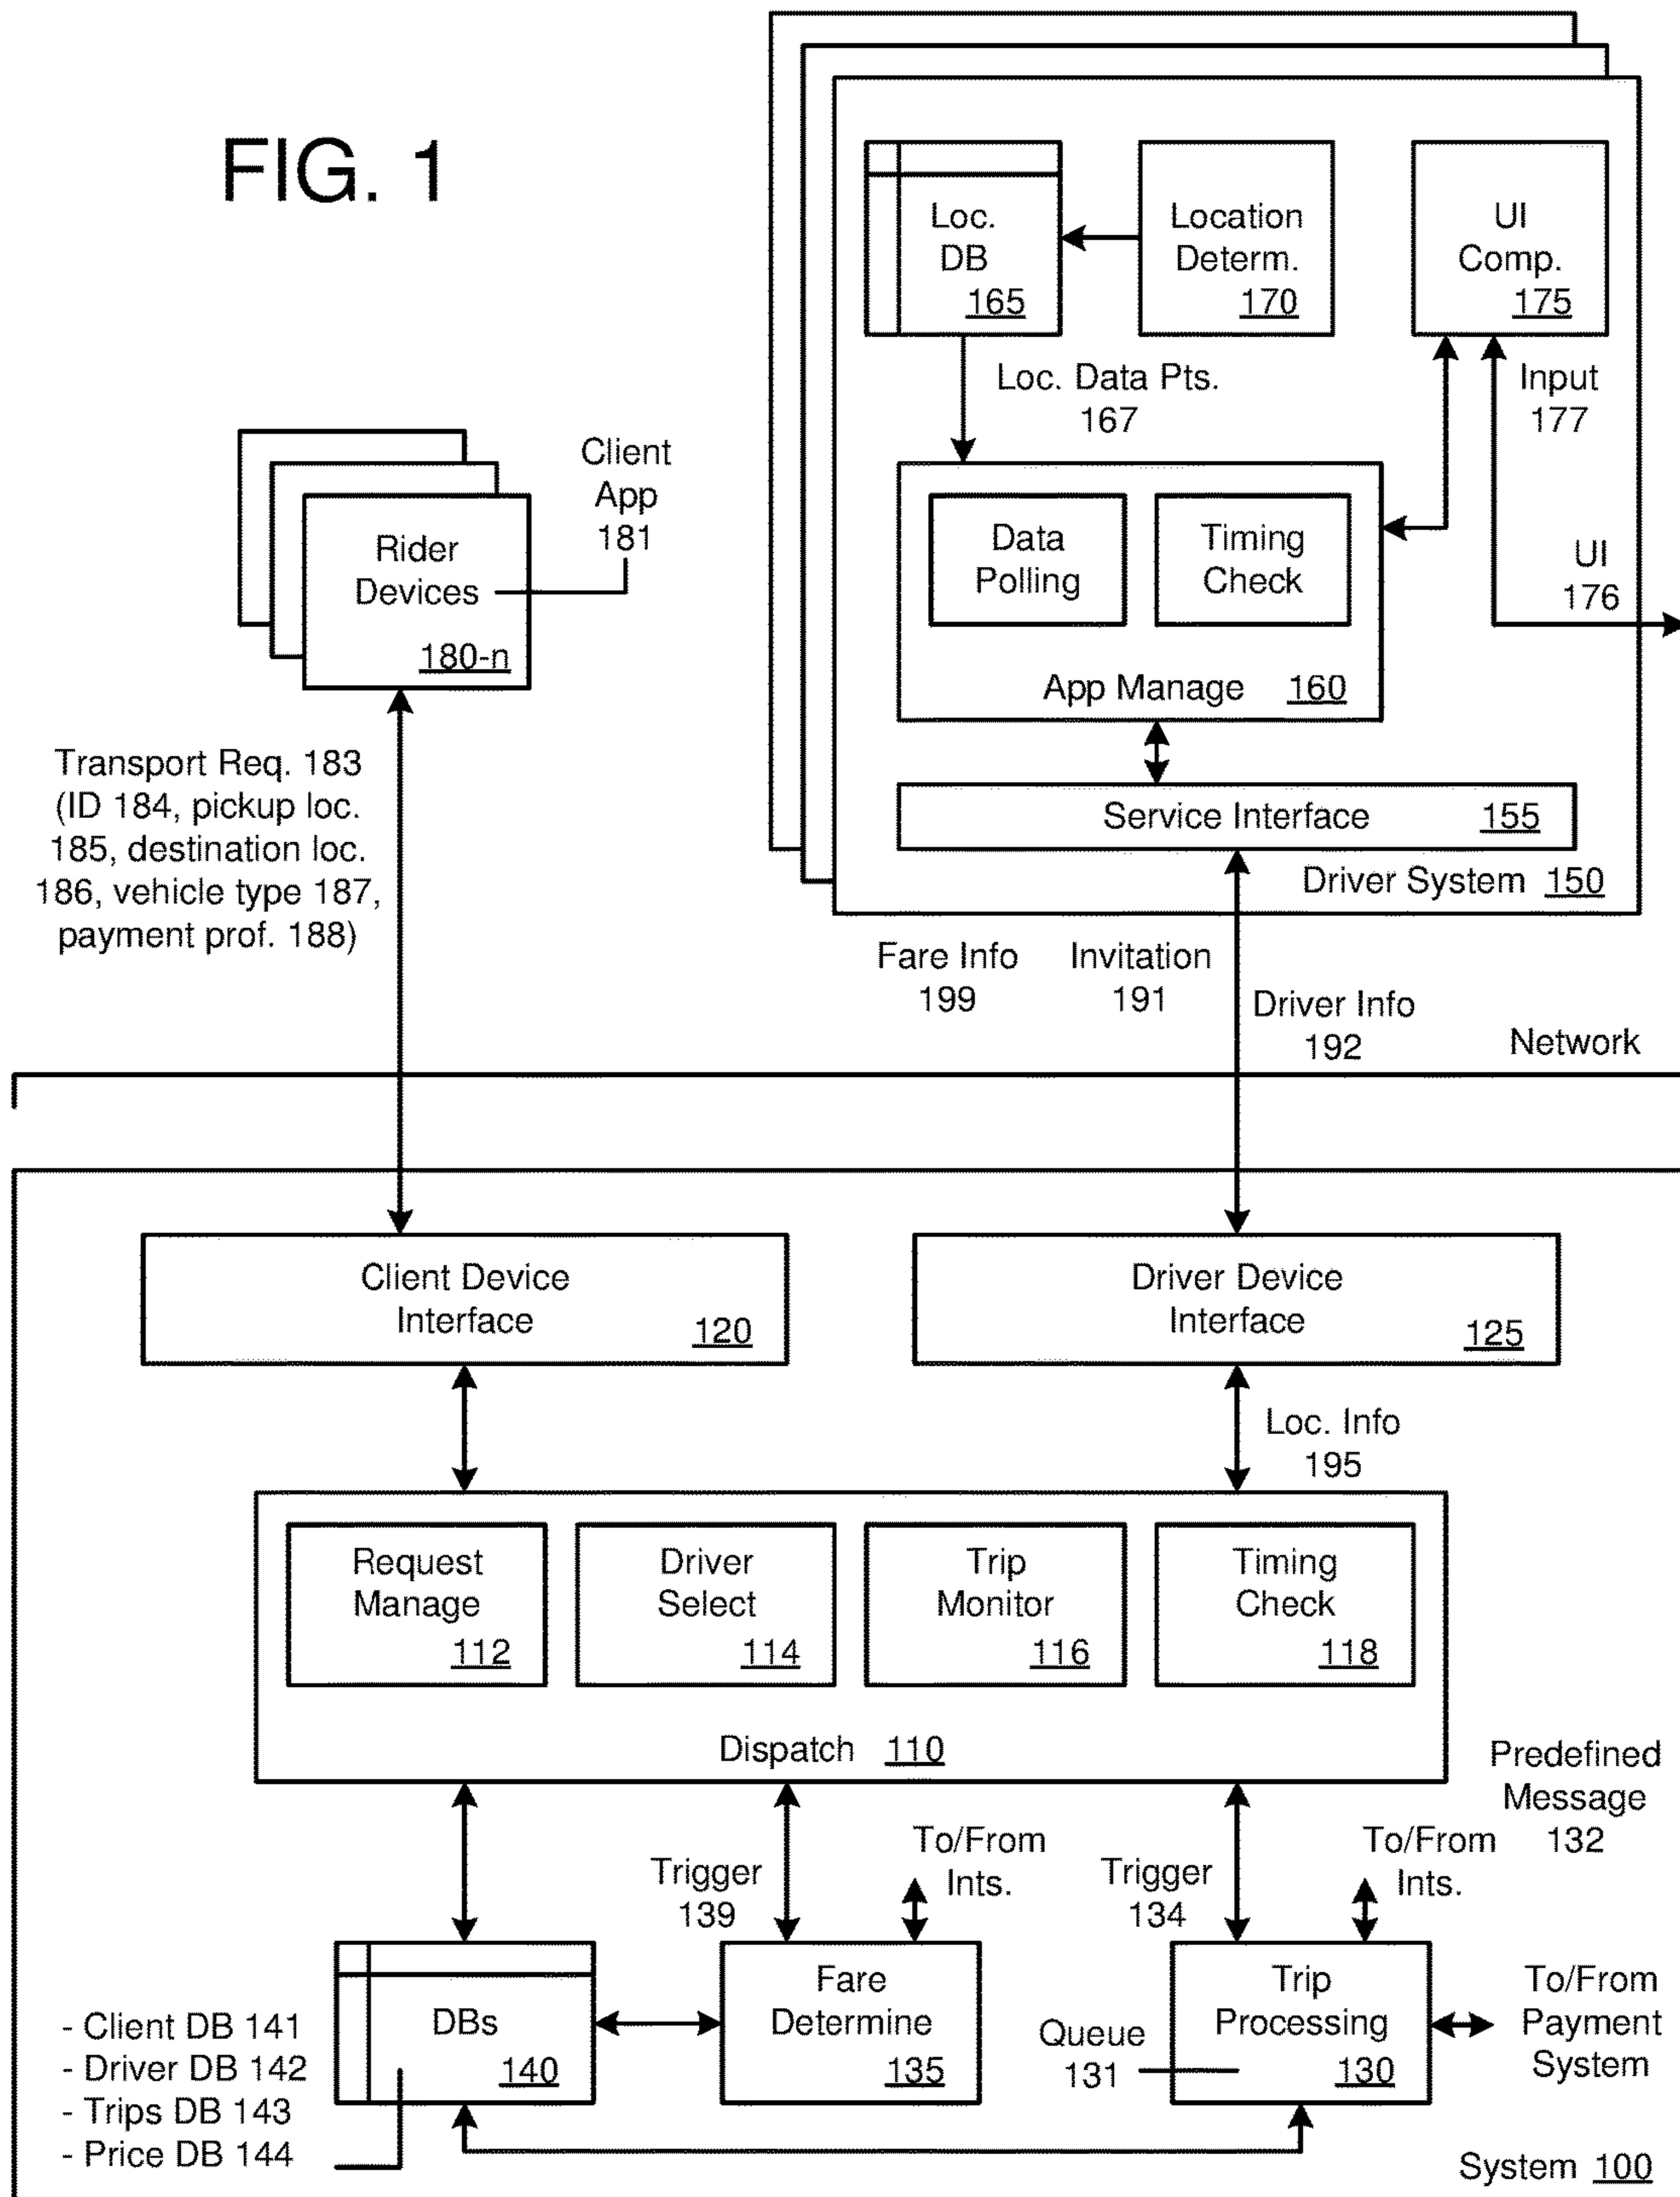 FIG. 1
Loc.
DB
165
Location
Determ.
170
UI
Comp.
175
Loc. Data Pts.
167
Input
177
Data
Polling
Timing
Check
App Manage 160
UI
176
Service Interface 155
Driver System 150
Client
App
181
Rider
Devices
180-n
Transport Req. 183
(ID 184, pickup loc.
185, destination loc.
186, vehicle type 187,
payment prof. 188)
Fare Info
199
Invitation
191
Driver Info
192
Network
Client Device
Interface
120
Driver Device
Interface
125
Loc. Info
195
Request
Manage
112
Driver
Select
114
Trip
Monitor
116
Timing
Check
118
Dispatch 110
Predefined
Message
132
Trigger
139
To/From
Ints.
Trigger
134
To/From
Ints.
DBs
140
Fare
Determine
135
Queue
131
Trip
Processing
130
To/From
Payment
System
- Client DB 141
- Driver DB 142
- Trips DB 143
- Price DB 144
System 100